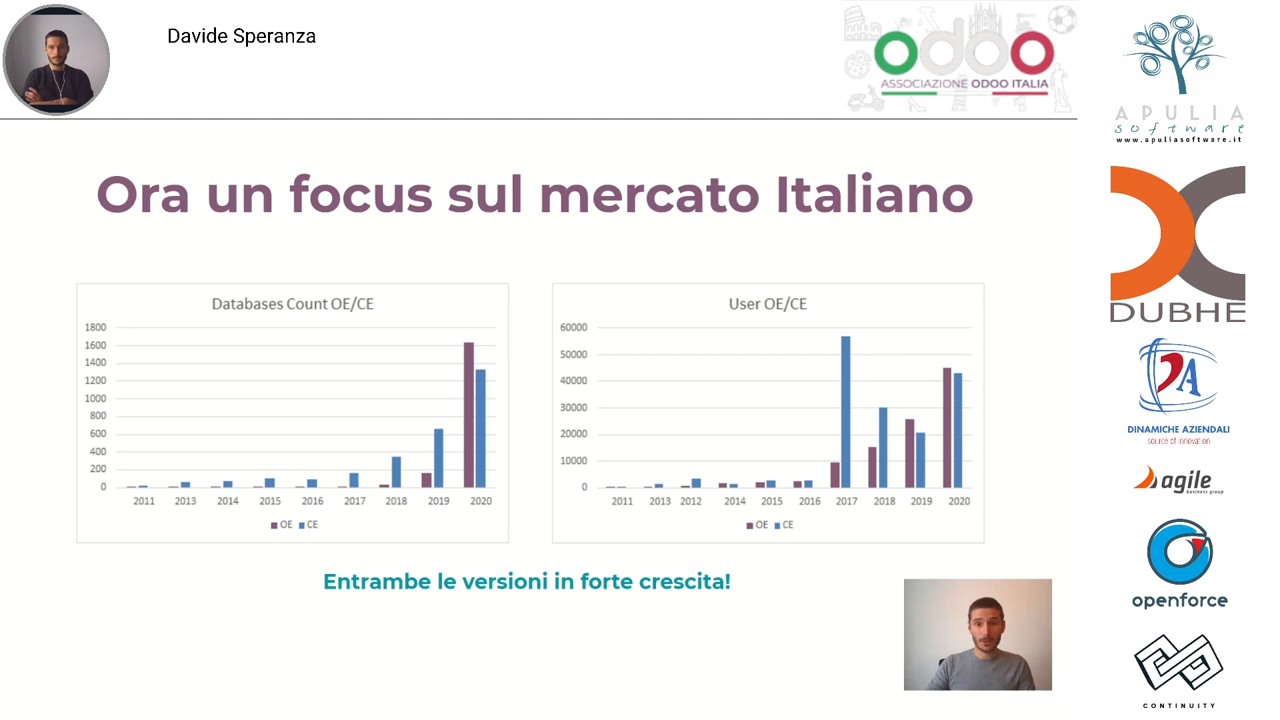 Davide Speranza
odoo
ASSOCIAZIONE ODOO ITALIA
APULIA
software
www.apuliasoftware.it
Ora un focus sul mercato Italiano
DUBHE
Databases Count OE/CE
1800
1600
1400
1200
1000
800
600
400
200
0
2011 2013 2014 2015 2016 2017 2018 2019 2020
OE CE
User OE/CE
60000
50000
40000
30000
20000
10000
0
2011 2013 2012 2014 2015 2016 2017 2018 2019 2020
OE CE
Entrambe le versioni in forte crescita!
DA
DINAMICHE AZIENDALI
source of innovation
agile
business group
openforce
CONTINUITY